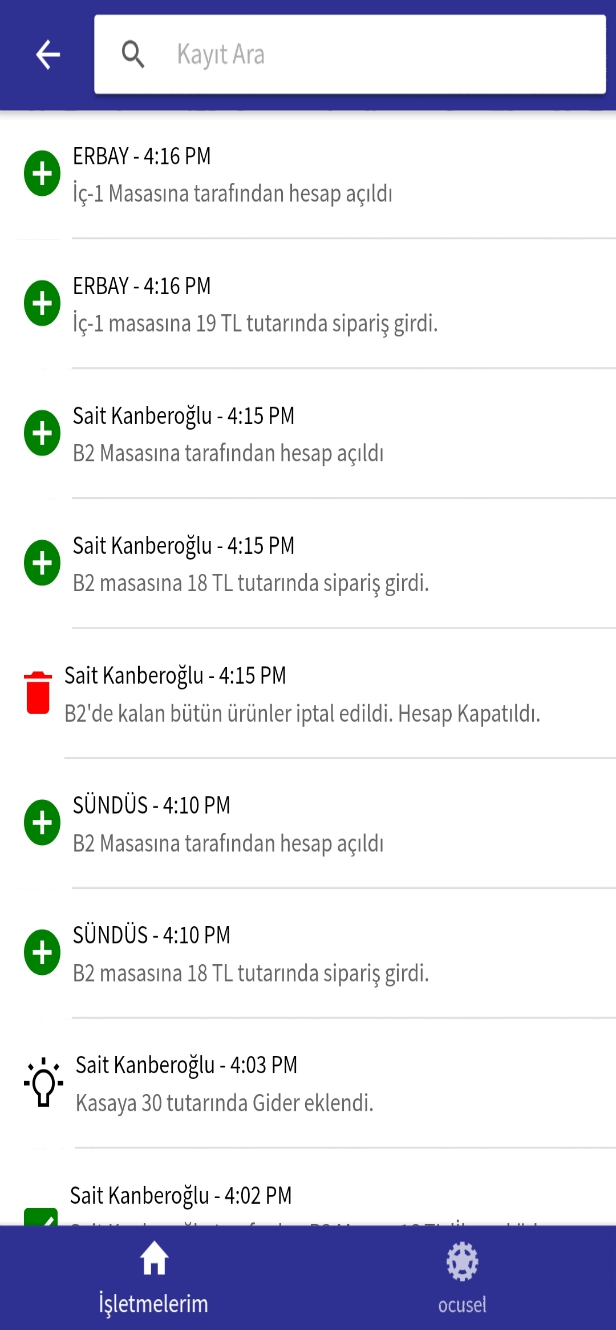 Kayıt Ara
ERBAY - 4:16 PM
İç-1 Masasına tarafından hesap açıldı
ERBAY - 4:16 PM
İç-1 masasına 19 TL tutarında sipariş girdi.
Sait Kanberoğlu - 4:15 PM
B2 Masasına tarafından hesap açıldı
Sait Kanberoğlu - 4:15 PM
B2 masasına 18 TL tutarında sipariş girdi.
Sait Kanberoğlu - 4:15 PM
B2'de kalan bütün ürünler iptal edildi. Hesap Kapatıldı.
SÜNDÜS - 4:10 PM
B2 Masasına tarafından hesap açıldı
SÜNDÜS - 4:10 PM
B2 masasına 18 TL tutarında sipariş girdi.
Sait Kanberoğlu - 4:03 PM
Kasaya 30 tutarında Gider eklendi.
Sait Kanberoğlu - 4:02 PM
İşletmelerim
ocusel